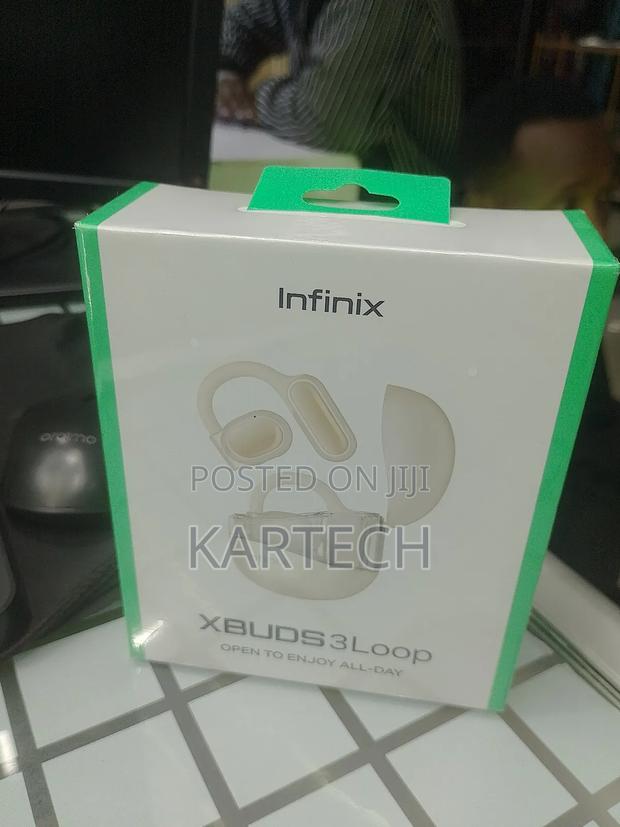 Infinix
oraimo
POSTED ON JIJI
KARTECH
XBUDS3Loop
OPEN TO ENJOY ALL-DAY